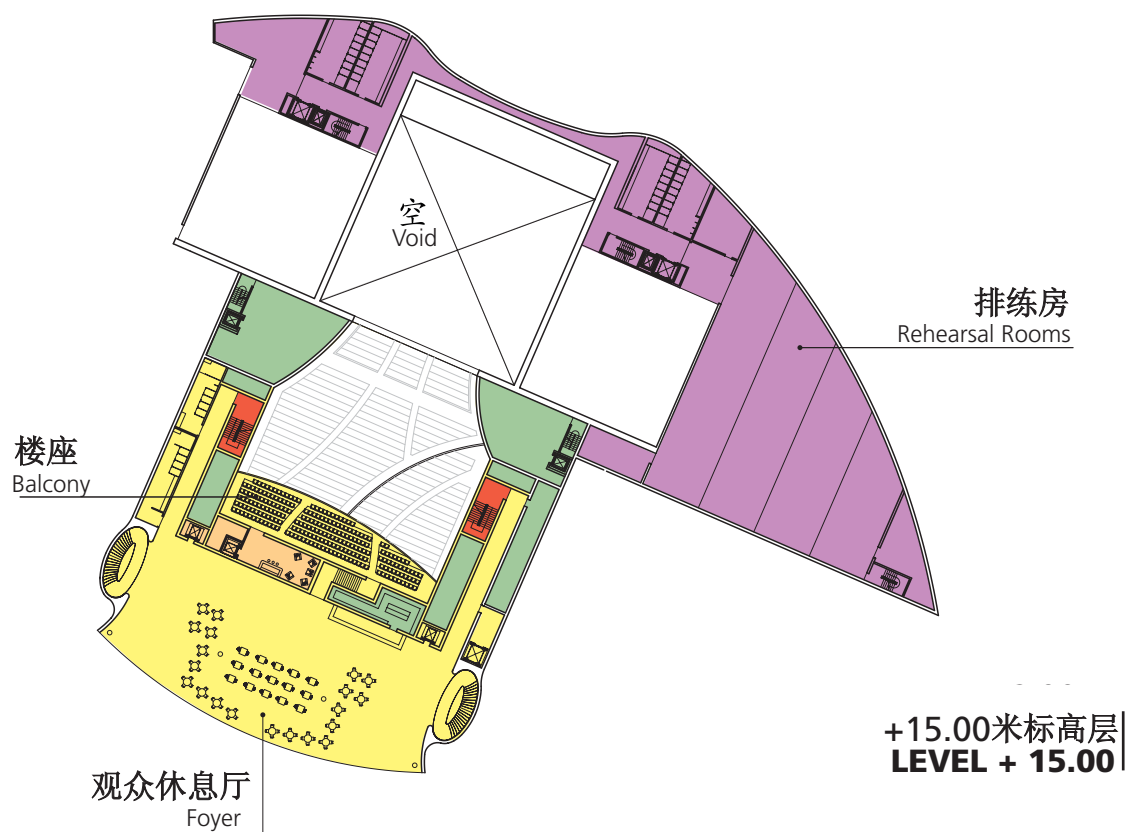 空
Void
排练房
Rehearsal Rooms
楼座
Balcony
+15.00米标高层
LEVEL + 15.00
观众休息厅
Foyer